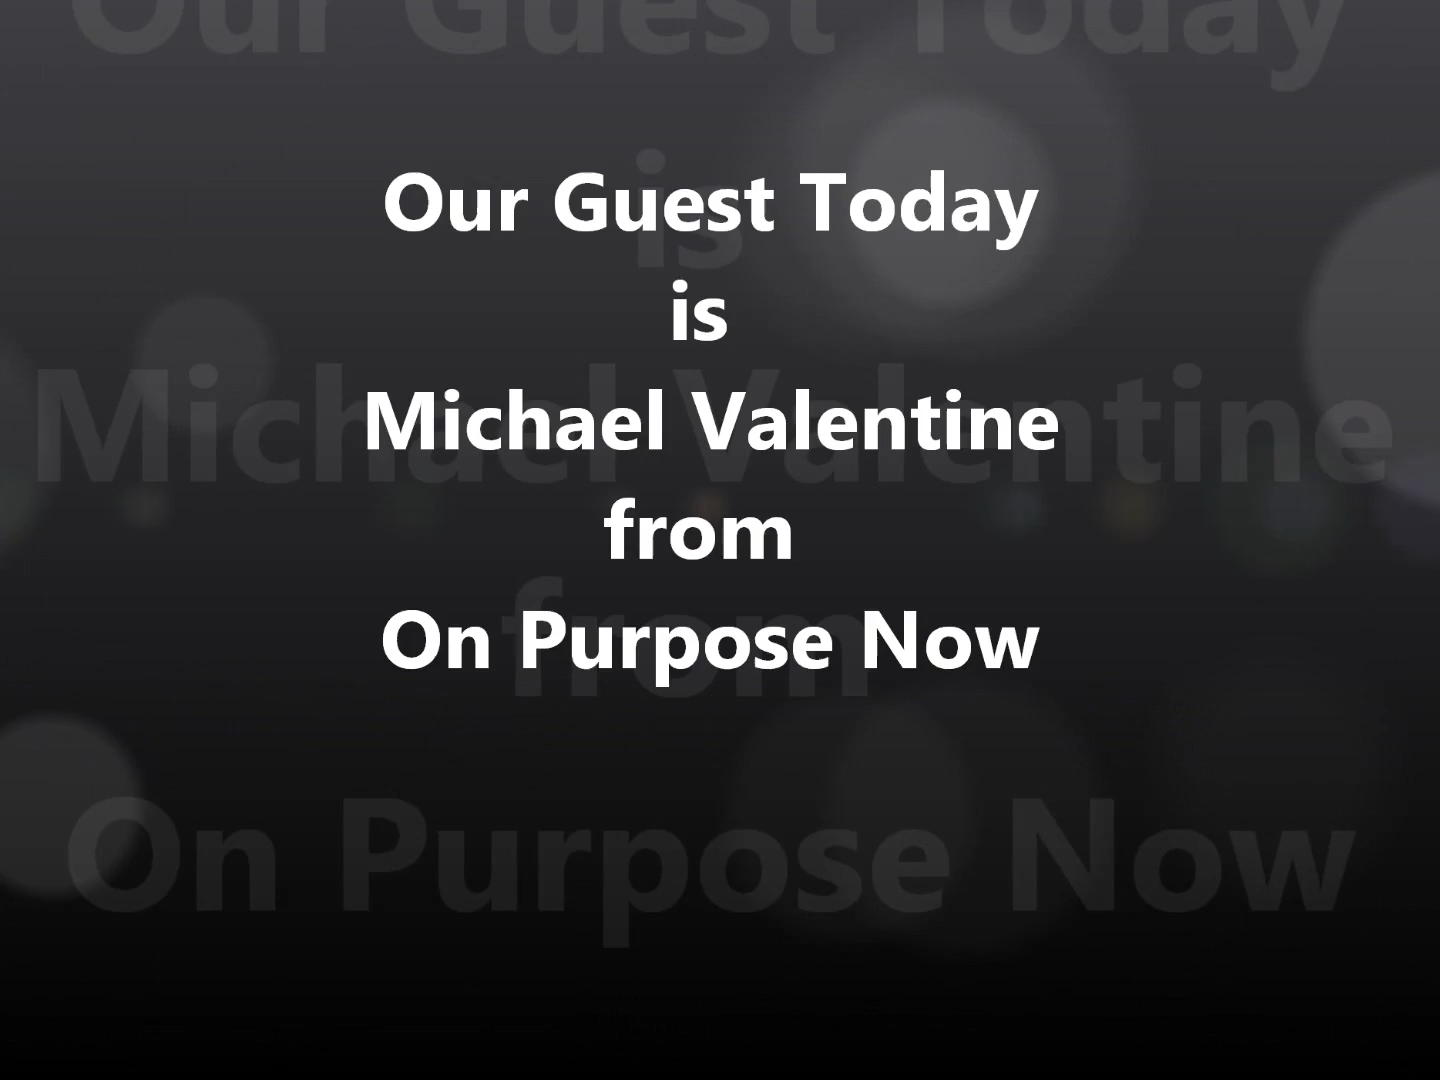 Our Guest Today
is
Michael Valentine
from
On Purpose Now